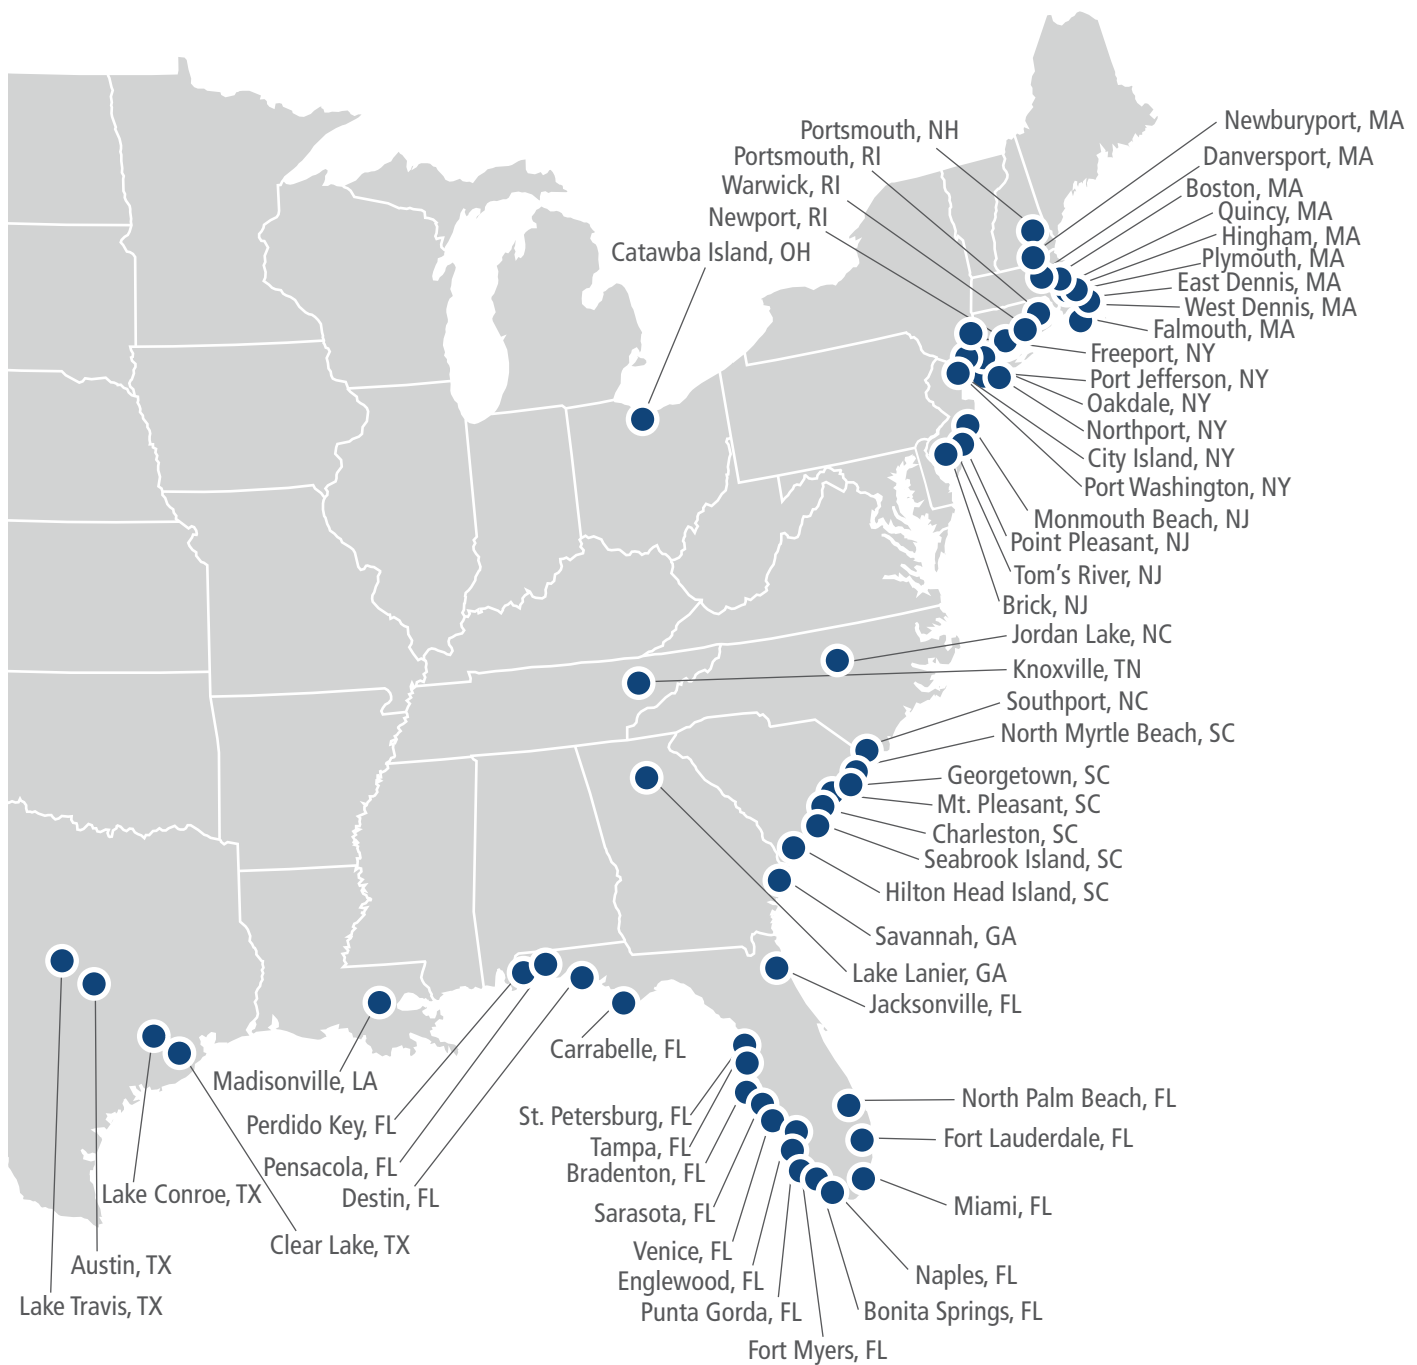 Newburyport, MA
Portsmouth, NH
Danversport, MA
Portsmouth, RI
Boston, MA
Warwick, RI
Quincy, MA
Newport, RI
Hingham, MA
Catawba Island, OH
Plymouth, MA
East Dennis, MA
West Dennis, MA
Falmouth, MA
Freeport, NY
Port Jefferson, NY
Oakdale, NY
Northport, NY
City Island, NY
Port Washington, NY
Monmouth Beach, NJ
Point Pleasant, NJ
Tom’s River, NJ
Brick, NJ
Jordan Lake, NC
Knoxville, TN
Southport, NC
North Myrtle Beach, SC
Georgetown, SC
Mt. Pleasant, SC
Charleston, SC
Seabrook Island, SC
Hilton Head Island, SC
Savannah, GA
Lake Lanier, GA
Jacksonville, FL
Carrabelle, FL
Madisonville, LA
North Palm Beach, FL
St. Petersburg, FL
Perdido Key, FL
Fort Lauderdale, FL
Tampa, FL
Pensacola, FL
Bradenton, FL
Lake Conroe, TX
Destin, FL
Miami, FL
Sarasota, FL
Clear Lake, TX
Venice, FL
Austin, TX
Naples, FL
Englewood, FL
Lake Travis, TX
Punta Gorda, FL
Bonita Springs, FL
Fort Myers, FL